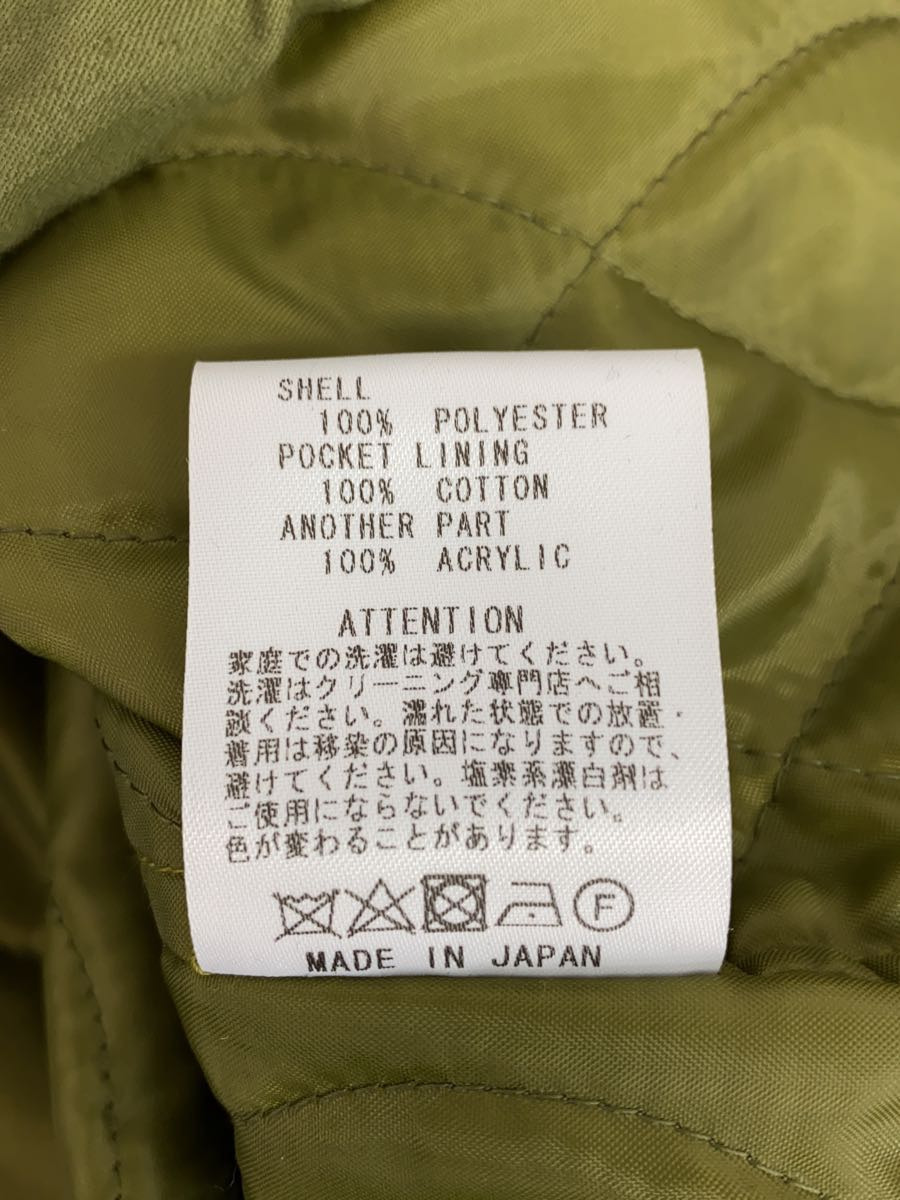 SHELL
100% POLYESTER
POCKET LINING
100% COTTON
ANOTHER PART
100% ACRYLIC
ATTENTION
家庭での洗濯は避けてください。
洗濯はクリーニング専門店へご相
談ください。濡れた状態での放置・
着用は移染の原因になりますので、
避けてください。塩素系漂白剤は
ご使用にならないでください。
色が変わることがあります。
F
MADE IN JAPAN